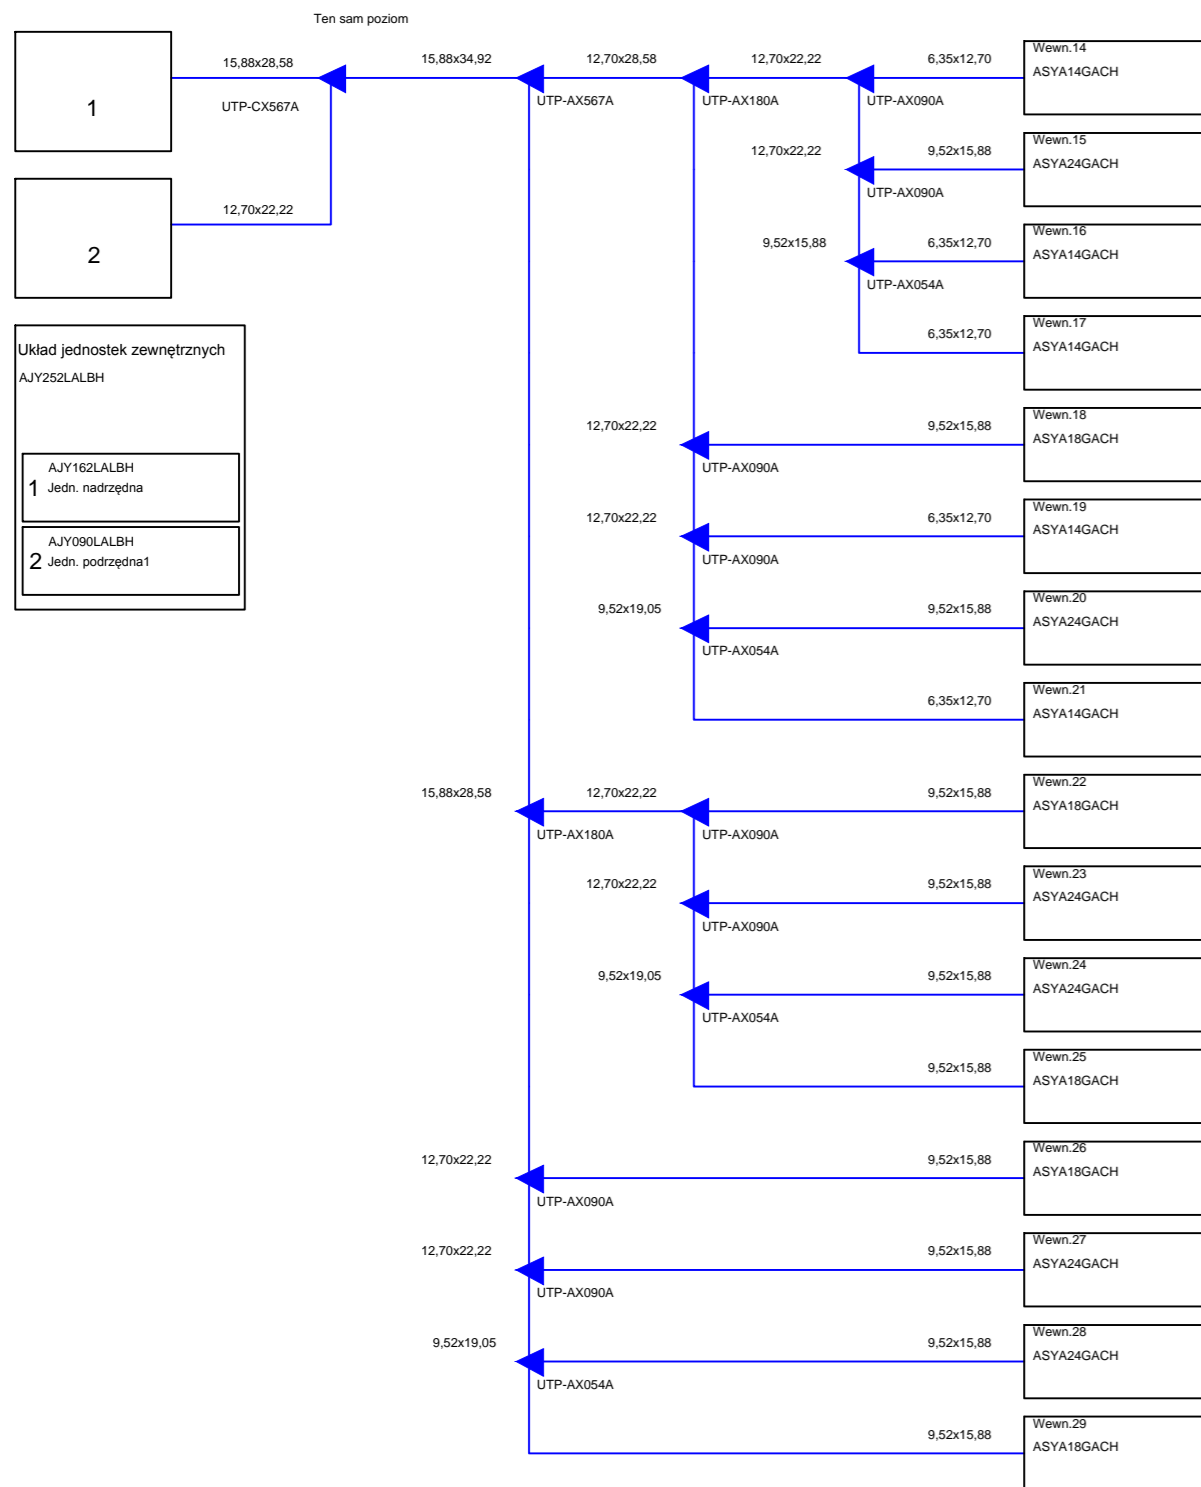 Ten sam poziom
1
15,88x28,58
UTP-CX567A
15,88x34,92
UTP-AX567A
12,70x28,58
UTP-AX180A
12,70x22,22
UTP-AX090A
6,35x12,70
Wewn.14
ASYA14GACH
12,70x22,22
UTP-AX090A
9,52x15,88
Wewn.15
ASYA24GACH
2
12,70x22,22
9,52x15,88
UTP-AX054A
6,35x12,70
Wewn.16
ASYA14GACH
6,35x12,70
Wewn.17
ASYA14GACH
Układ jednostek zewnętrznych
AJY252LALBH
1
AJY162LALBH
Jedn. nadrzędna
2
AJY090LALBH
Jedn. podrzędna1
12,70x22,22
UTP-AX090A
9,52x15,88
Wewn.18
ASYA18GACH
12,70x22,22
UTP-AX090A
6,35x12,70
Wewn.19
ASYA14GACH
9,52x19,05
UTP-AX054A
9,52x15,88
Wewn.20
ASYA24GACH
6,35x12,70
Wewn.21
ASYA14GACH
15,88x28,58
UTP-AX180A
12,70x22,22
UTP-AX090A
9,52x15,88
Wewn.22
ASYA18GACH
12,70x22,22
UTP-AX090A
9,52x15,88
Wewn.23
ASYA24GACH
9,52x19,05
UTP-AX054A
9,52x15,88
Wewn.24
ASYA24GACH
9,52x15,88
Wewn.25
ASYA18GACH
12,70x22,22
UTP-AX090A
9,52x15,88
Wewn.26
ASYA18GACH
12,70x22,22
UTP-AX090A
9,52x15,88
Wewn.27
ASYA24GACH
9,52x19,05
UTP-AX054A
9,52x15,88
Wewn.28
ASYA24GACH
9,52x15,88
Wewn.29
ASYA18GACH